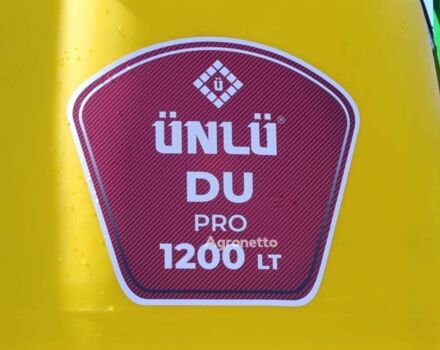 Ü
ÜNLÜ®
DU
PRO
Agronetto
1200 LT